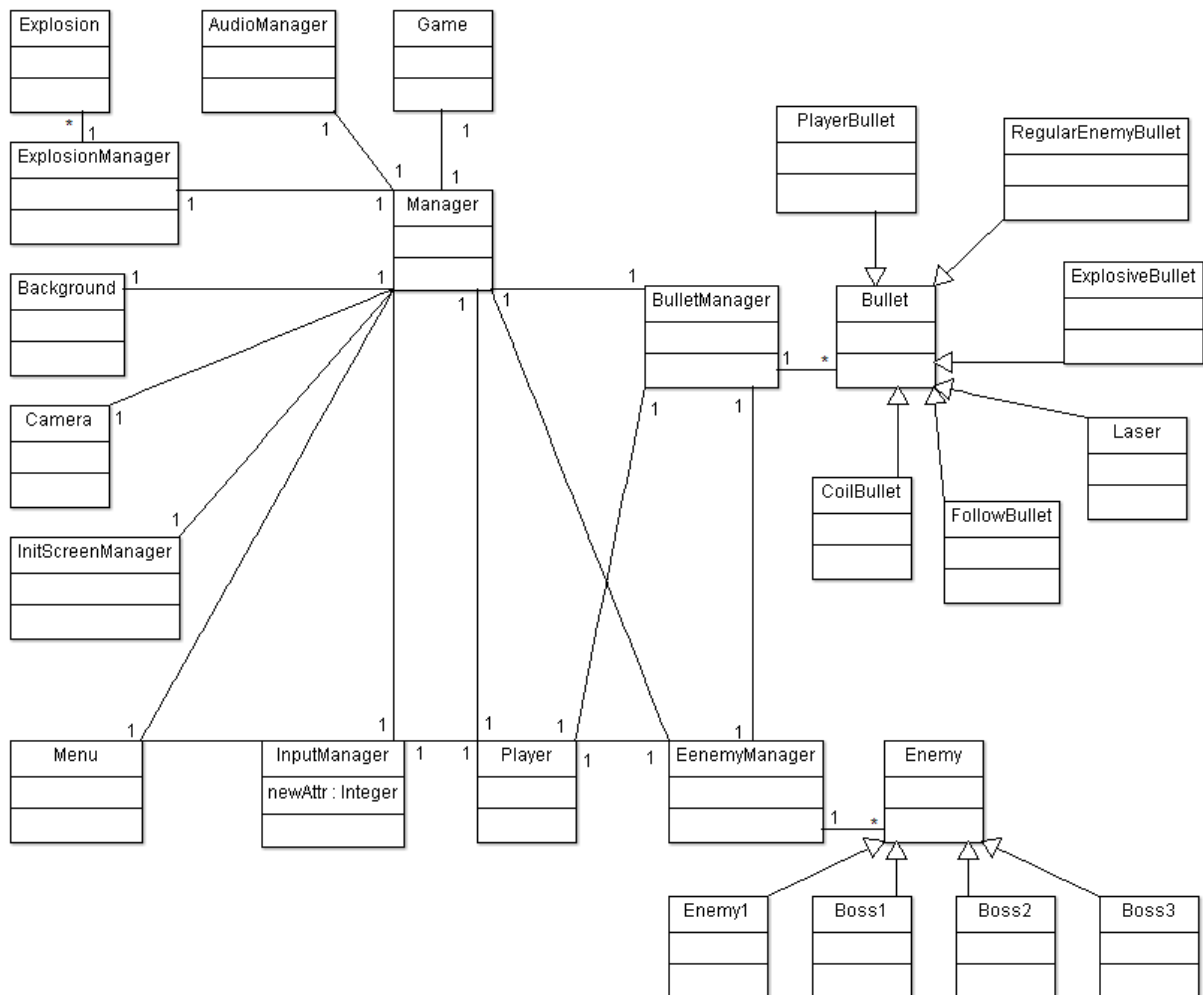 Explosion
AudioManager
Game
*
1
1
1
PlayerBullet
RegularEnemyBullet
ExplosionManager
1
1
1
1
Manager
Background
1
1
1
1
1
BulletManager
Bullet
ExplosiveBullet
1
*
Camera
1
1
1
Laser
CoilBullet
FollowBullet
InitScreenManager
1
Menu
1
InputManager
newAttr : Integer
1
1
1
1
Player
1
1
1
1
EenemyManager
Enemy
1
*
Enemy1
Boss1
Boss2
Boss3